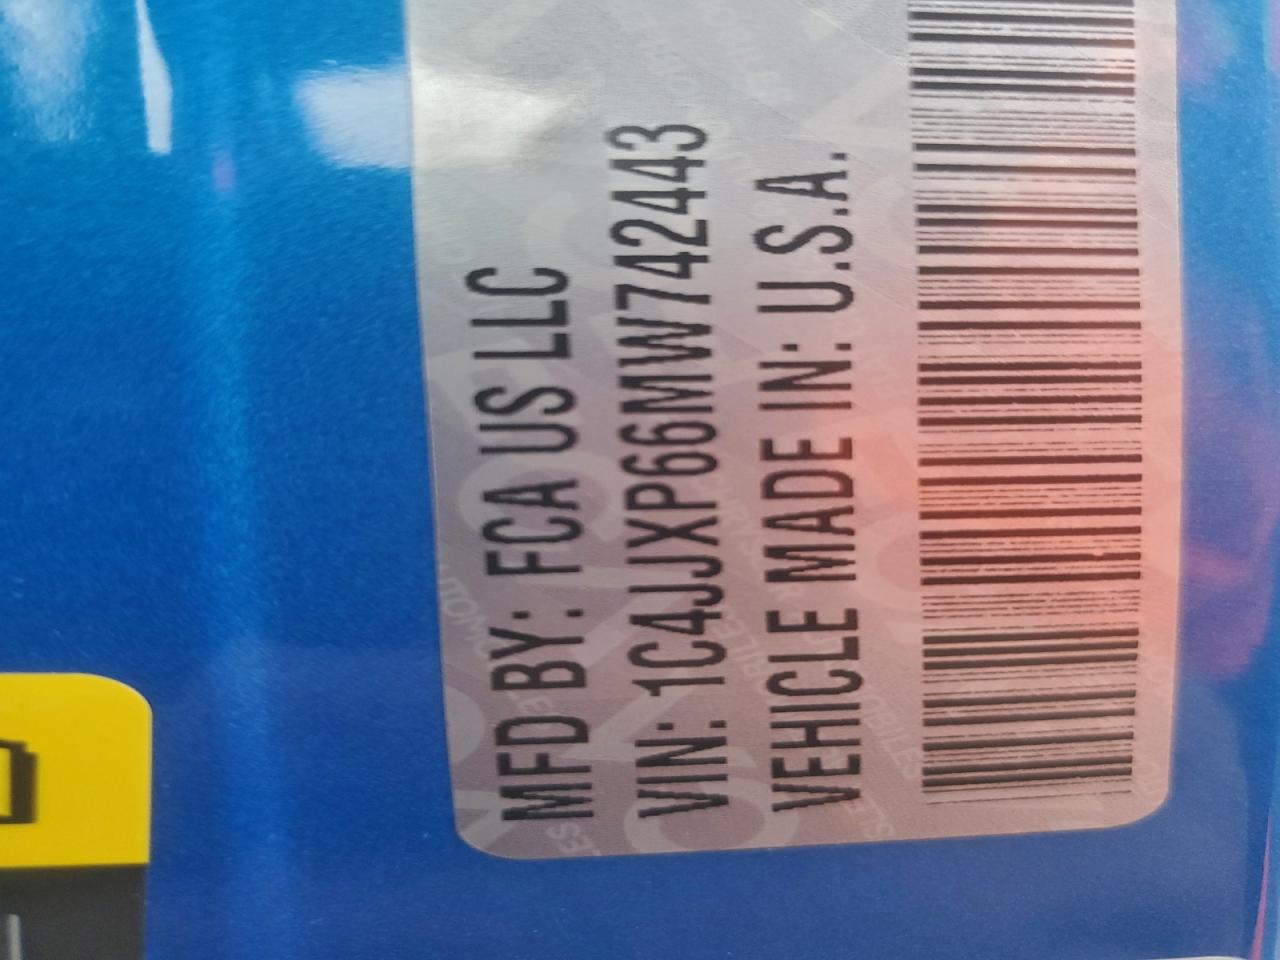 MFD BY: FCA US LLC
VIN: 1C4JJXP66MW742443
VEHICLE MADE IN: U.S.A.